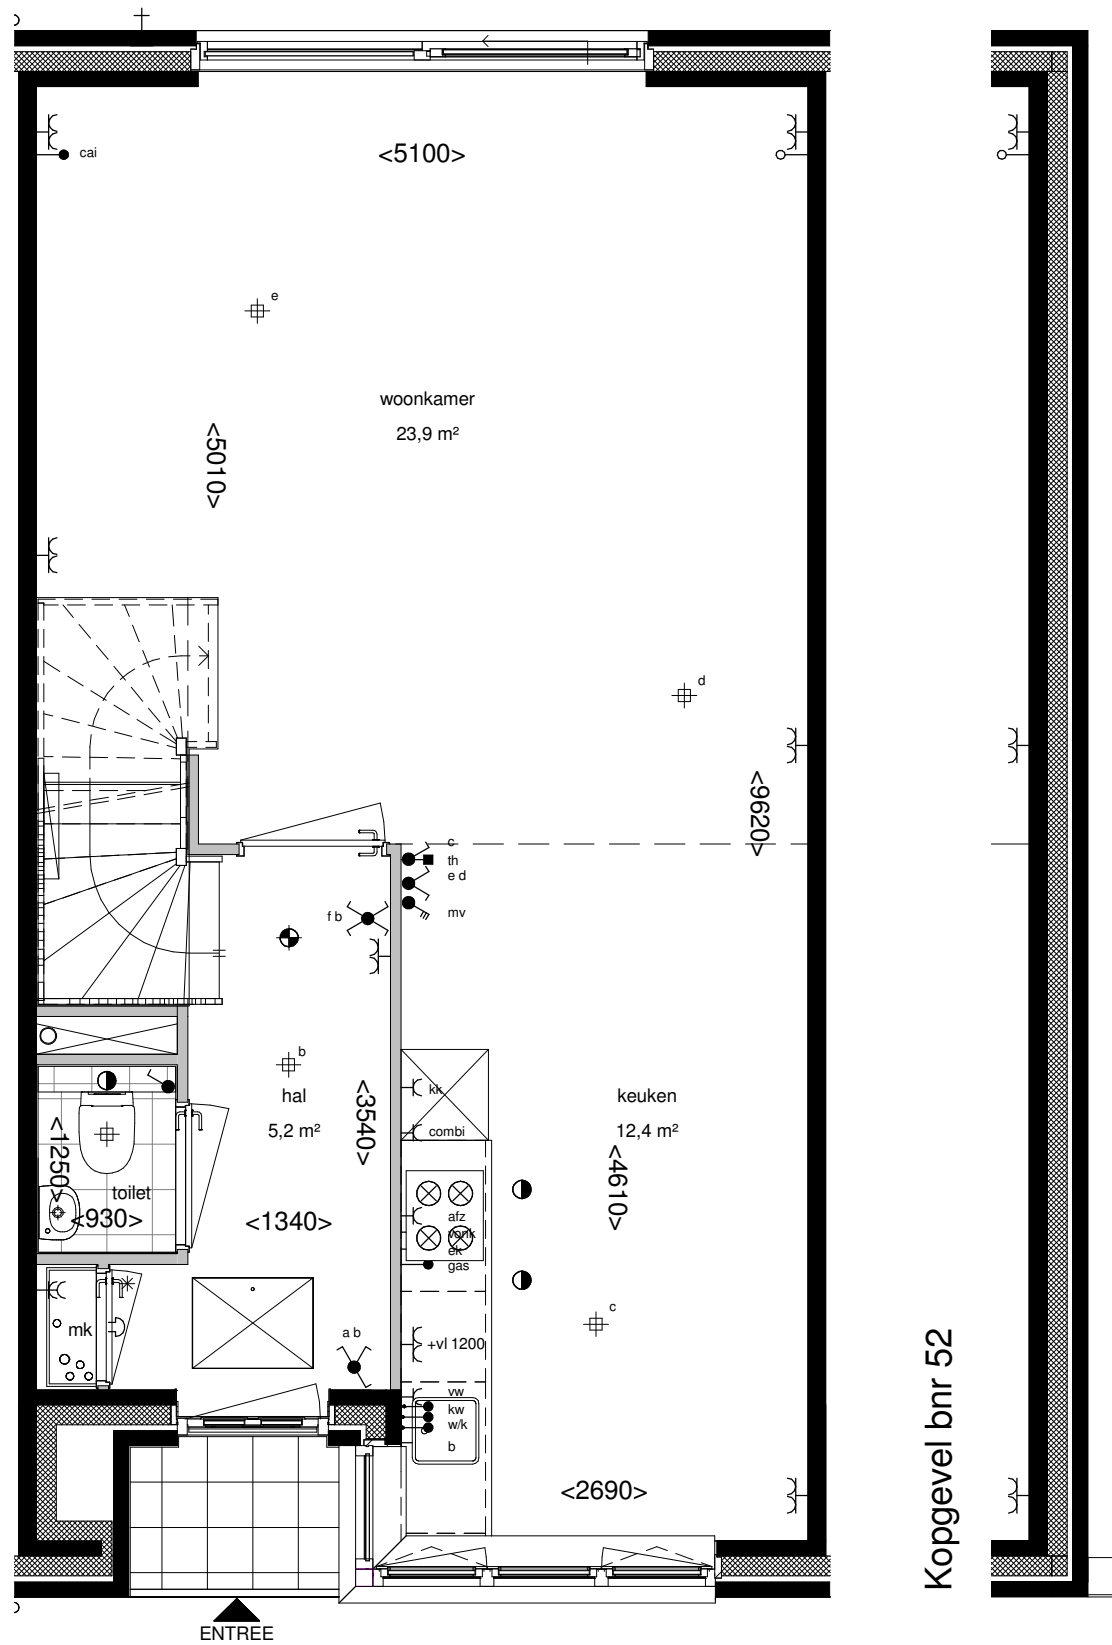 cai
<5100>
e
woonkamer
23,9 m²
<5010>
d
<9620>
c
th
e d
mv
f b
b
hal
5,2 m²
<3540>
kk
combi
keuken
12,4 m²
<4610>
<1250>
toilet
<930>
<1340>
afz
vonk
ek
gas
c
mk
a b
+vl 1200
vw
kw
w/k
b
<2690>
Kopgevel bnr 52
ENTREE